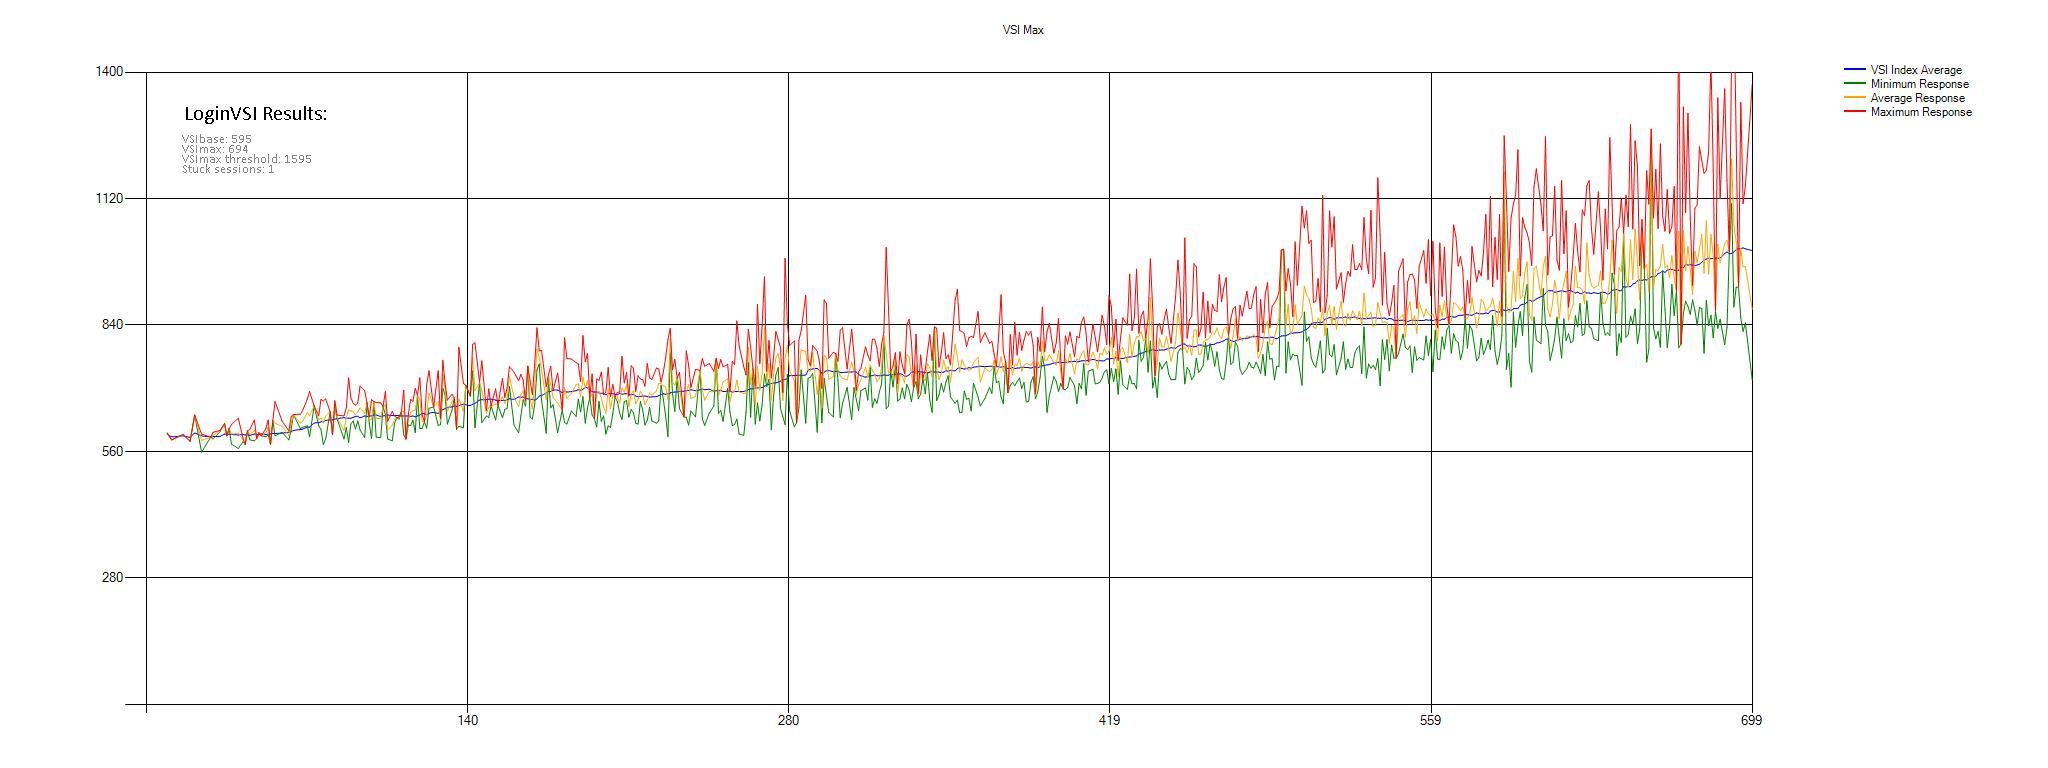 VSI Max
1400
1120
840
560
280
LoginVSI Results:
VSIbase: 595
VSImax: 694
VSImax threshold: 1595
Stuck sessions: 1
VSI Index Average
Minimum Response
Average Response
Maximum Response
140
280
419
559
699